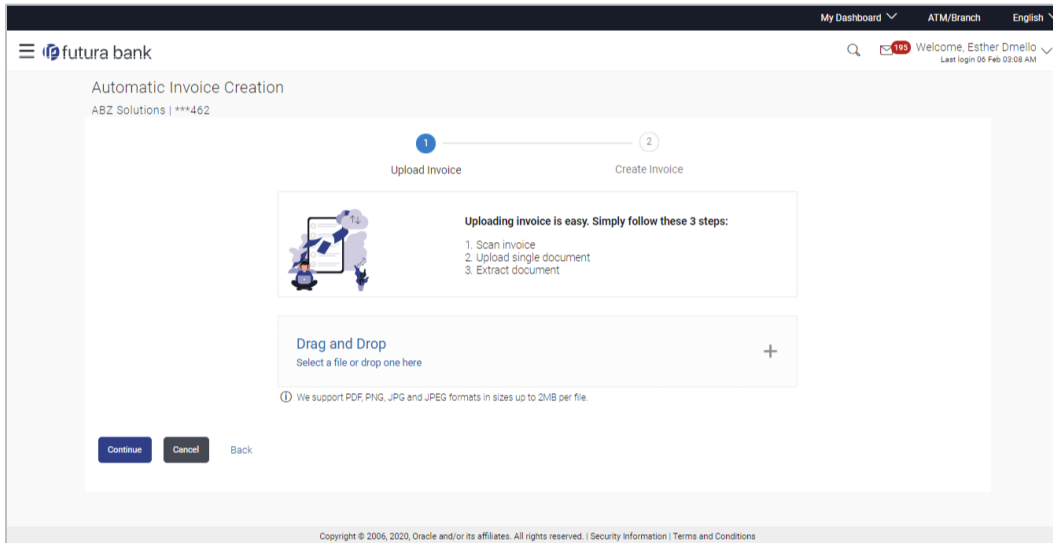 My Dashboard ATM/Branch English
futura bank 195 Welcome, Esther Dmello
Last login 06 Feb 03:08 AM
Automatic Invoice Creation
ABZ Solutions | ***462
1 2
Upload Invoice Create Invoice
Uploading invoice is easy. Simply follow these 3 steps:
1. Scan invoice
2. Upload single document
3. Extract document
Drag and Drop
Select a file or drop one here
We support PDF, PNG, JPG and JPEG formats in sizes up to 2MB per file.
Continue Cancel Back
Copyright © 2006, 2020, Oracle and/or its affiliates. All rights reserved. | Security Information | Terms and Conditions